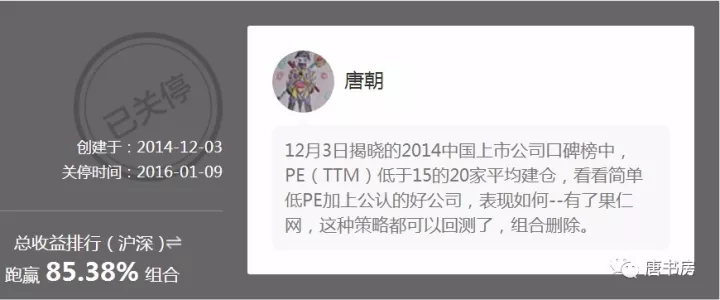 已关停
创建于：2014-12-03
关停时间：2016-01-09
总收益排行（沪深）⇌
跑赢 85.38% 组合
唐朝
12月3日揭晓的2014中国上市公司口碑榜中，
PE（TTM）低于15的20家平均建仓，看看简单
低PE加上公认的好公司，表现如何--有了果仁
网，这种策略都可以回测了，组合删除。
唐书房